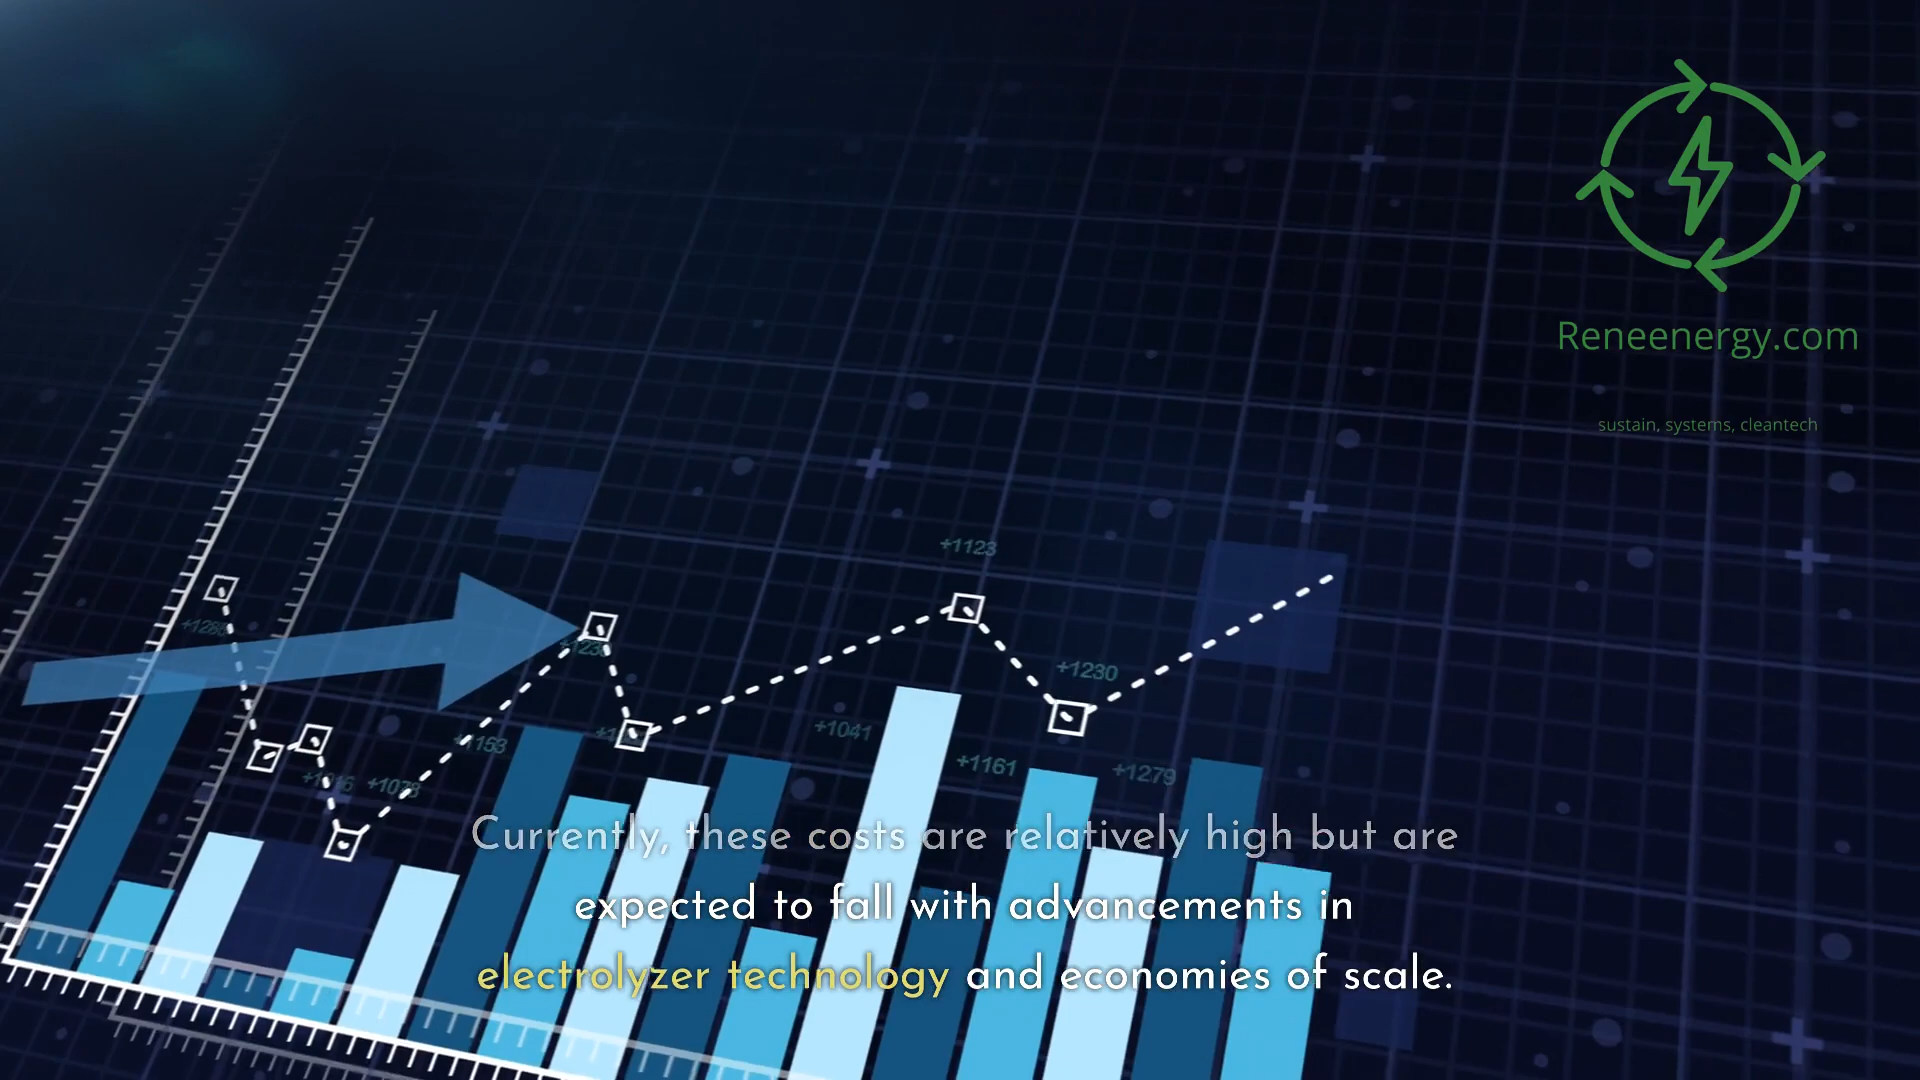 Reneenergy.com
sustain, systems, cleantech
+1123
+1230
+1041
+1161
+1279
+1153
Currently, these costs are relatively high but are
expected to fall with advancements in
electrolyzer technology and economies of scale.